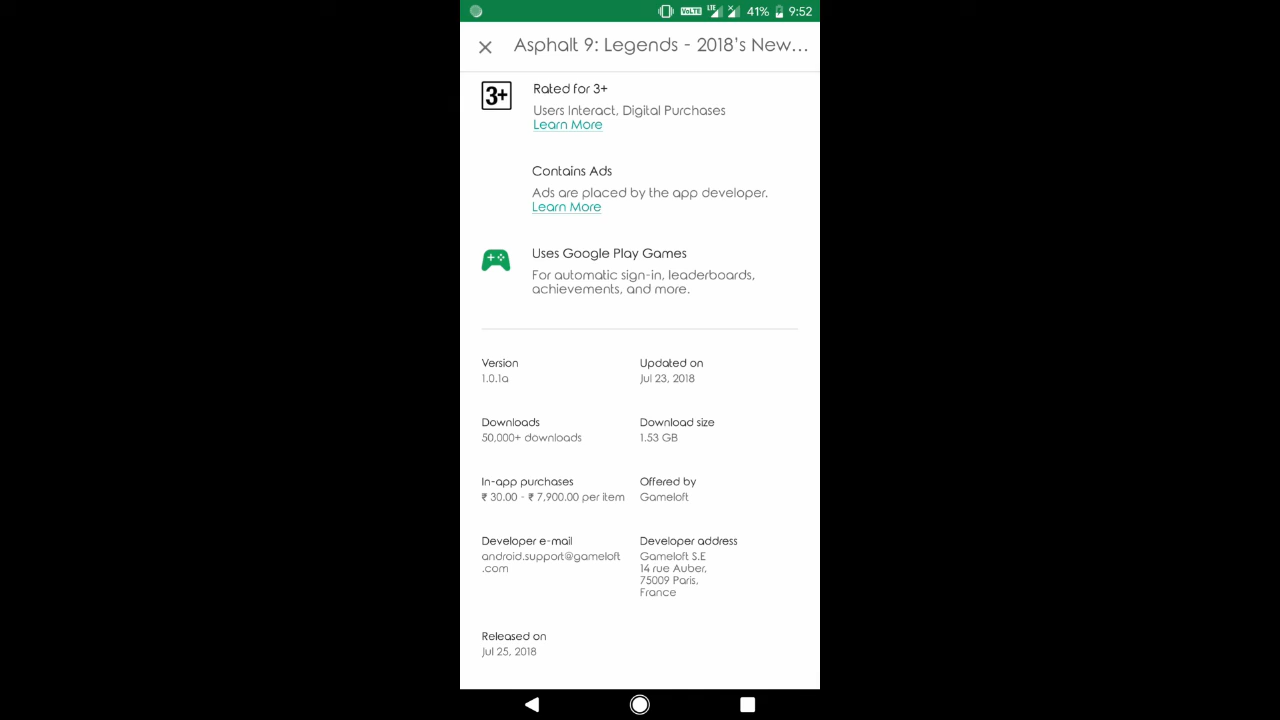 VoLTE LTE 41% 9:52
Asphalt 9: Legends - 2018's New...
3+
Rated for 3+
Users Interact, Digital Purchases
Learn More
Contains Ads
Ads are placed by the app developer.
Learn More
Uses Google Play Games
For automatic sign-in, leaderboards,
achievements, and more.
Version
1.0.1a
Updated on
Jul 23, 2018
Downloads
50,000+ downloads
Download size
1.53 GB
In-app purchases
₹ 30.00 - ₹ 7,900.00 per item
Offered by
Gameloft
Developer e-mail
android.support@gameloft
.com
Developer address
Gameloft S.E
14 rue Auber,
75009 Paris,
France
Released on
Jul 25, 2018